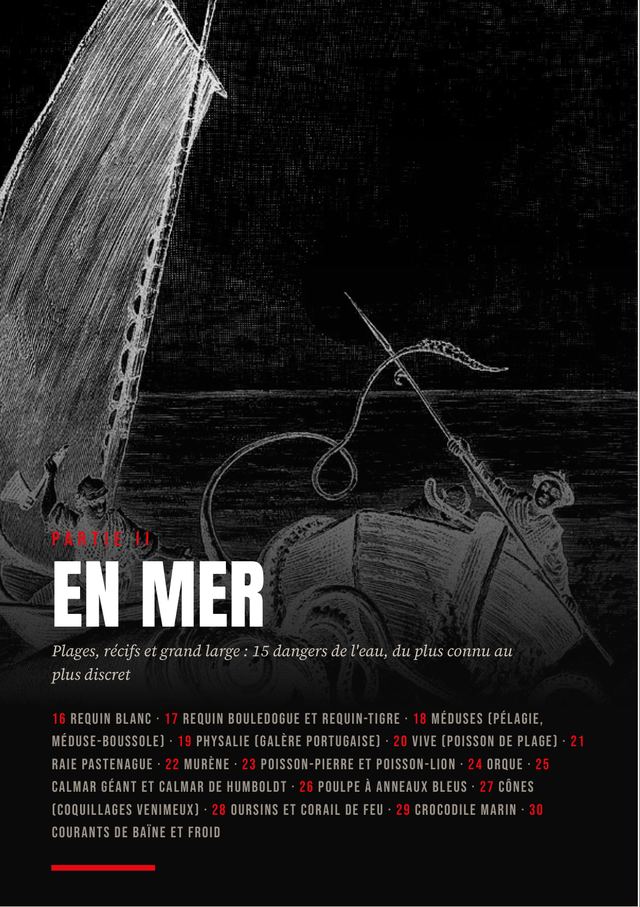 PARTIE II
EN MER
Plages, récifs et grand large : 15 dangers de l'eau, du plus connu au
plus discret
16 REQUIN BLANC · 17 REQUIN BOULEDOGUE ET REQUIN-TIGRE · 18 MÉDUSES (PÉLAGIE,
MÉDUSE-BOUSSOLE) · 19 PHYSALIE (GALÈRE PORTUGAISE) · 20 VIVE (POISSON DE PLAGE) · 21
RAIE PASTENAGUE · 22 MURÈNE · 23 POISSON-PIERRE ET POISSON-LION · 24 ORQUE · 25
CALMAR GÉANT ET CALMAR DE HUMBOLDT · 26 POULPE À ANNEAUX BLEUS · 27 CÔNES
(COQUILLAGES VENIMEUX) · 28 OURSINS ET CORAIL DE FEU · 29 CROCODILE MARIN · 30
COURANTS DE BAÏNE ET FROID